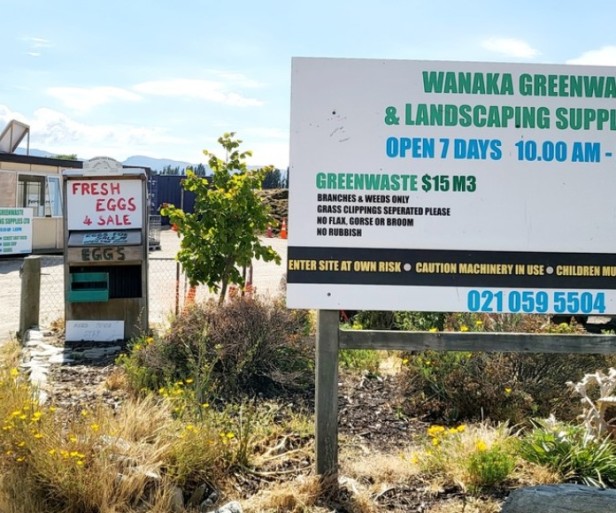 WANAKA GREENWA
& LANDSCAPING SUPPL
OPEN 7 DAYS 10.00 AM -
GREENWASTE $15 M3
BRANCHES & WEEDS ONLY
GRASS CLIPPINGS SEPERATED PLEASE
NO FLAX, GORSE OR BROOM
NO RUBBISH
ENTER SITE AT OWN RISK ● CAUTION MACHINERY IN USE ● CHILDREN M
021 059 5504
FRESH
EGGS
4 SALE
EGG'S
GREENWASTE